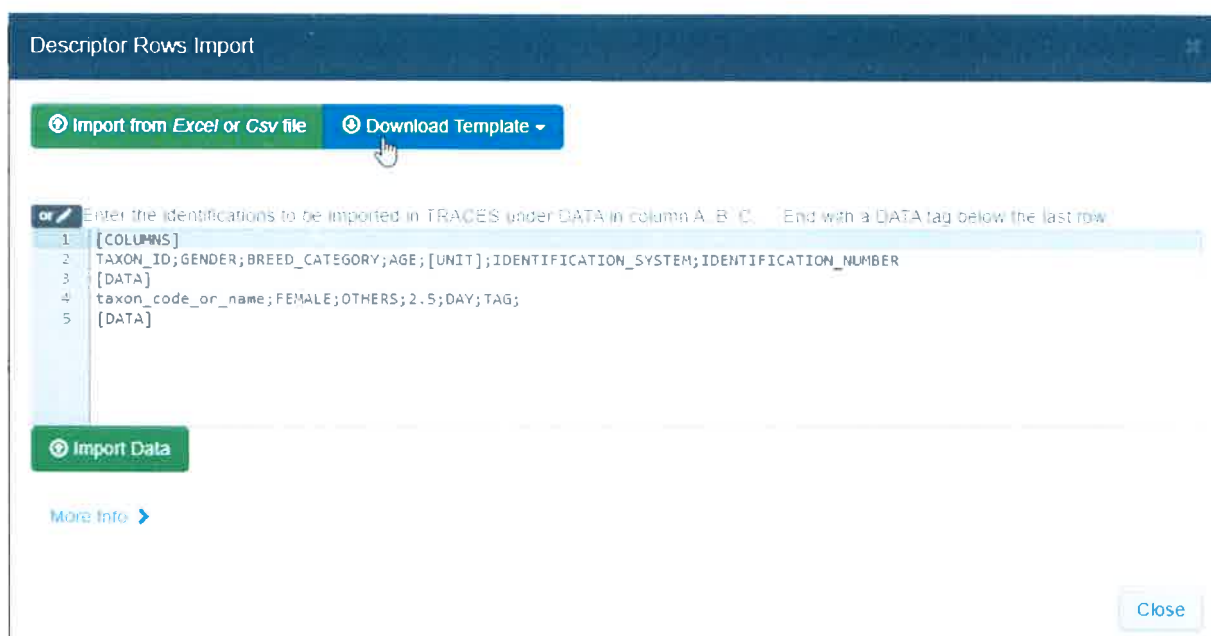 Descriptor Rows Import
Import from Excel or Csv file
Download Template
or Enter the identifications to be imported in TRACES under DATA in column A, B, C, ... End with a DATA tag below the last row
1 [COLUMNS]
2 TAXON_ID;GENDER;BREED_CATEGORY;AGE;[UNIT];IDENTIFICATION_SYSTEM;IDENTIFICATION_NUMBER
3 [DATA]
4 taxon_code_or_name;FEMALE;OTHERS;2.5;DAY;TAG;
5 [DATA]
Import Data
More Info
Close